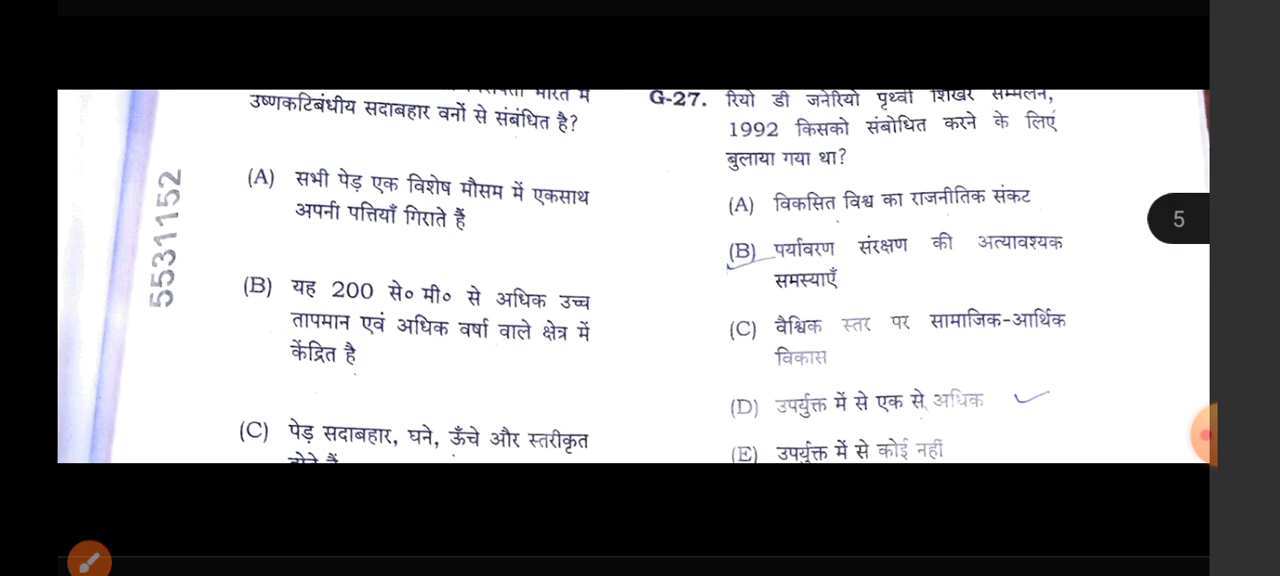 भारत में
उष्णकटिबंधीय सदाबहार वनों से संबंधित है?
(A) सभी पेड़ एक विशेष मौसम में एकसाथ
अपनी पत्तियाँ गिराते हैं
(B) यह 200 से० मी० से अधिक उच्च
तापमान एवं अधिक वर्षा वाले क्षेत्र में
केंद्रित है
(C) पेड़ सदाबहार, घने, ऊँचे और स्तरीकृत
होते हैं
5531152
G-27. रियो डी जनेरियो पृथ्वी शिखर सम्मेलन,
1992 किसको संबोधित करने के लिए
बुलाया गया था?
(A) विकसित विश्व का राजनीतिक संकट
(B) पर्यावरण संरक्षण की अत्यावश्यक
समस्याएँ
(C) वैश्विक स्तर पर सामाजिक-आर्थिक
विकास
(D) उपर्युक्त में से एक से अधिक
(E) उपर्युक्त में से कोई नहीं
5